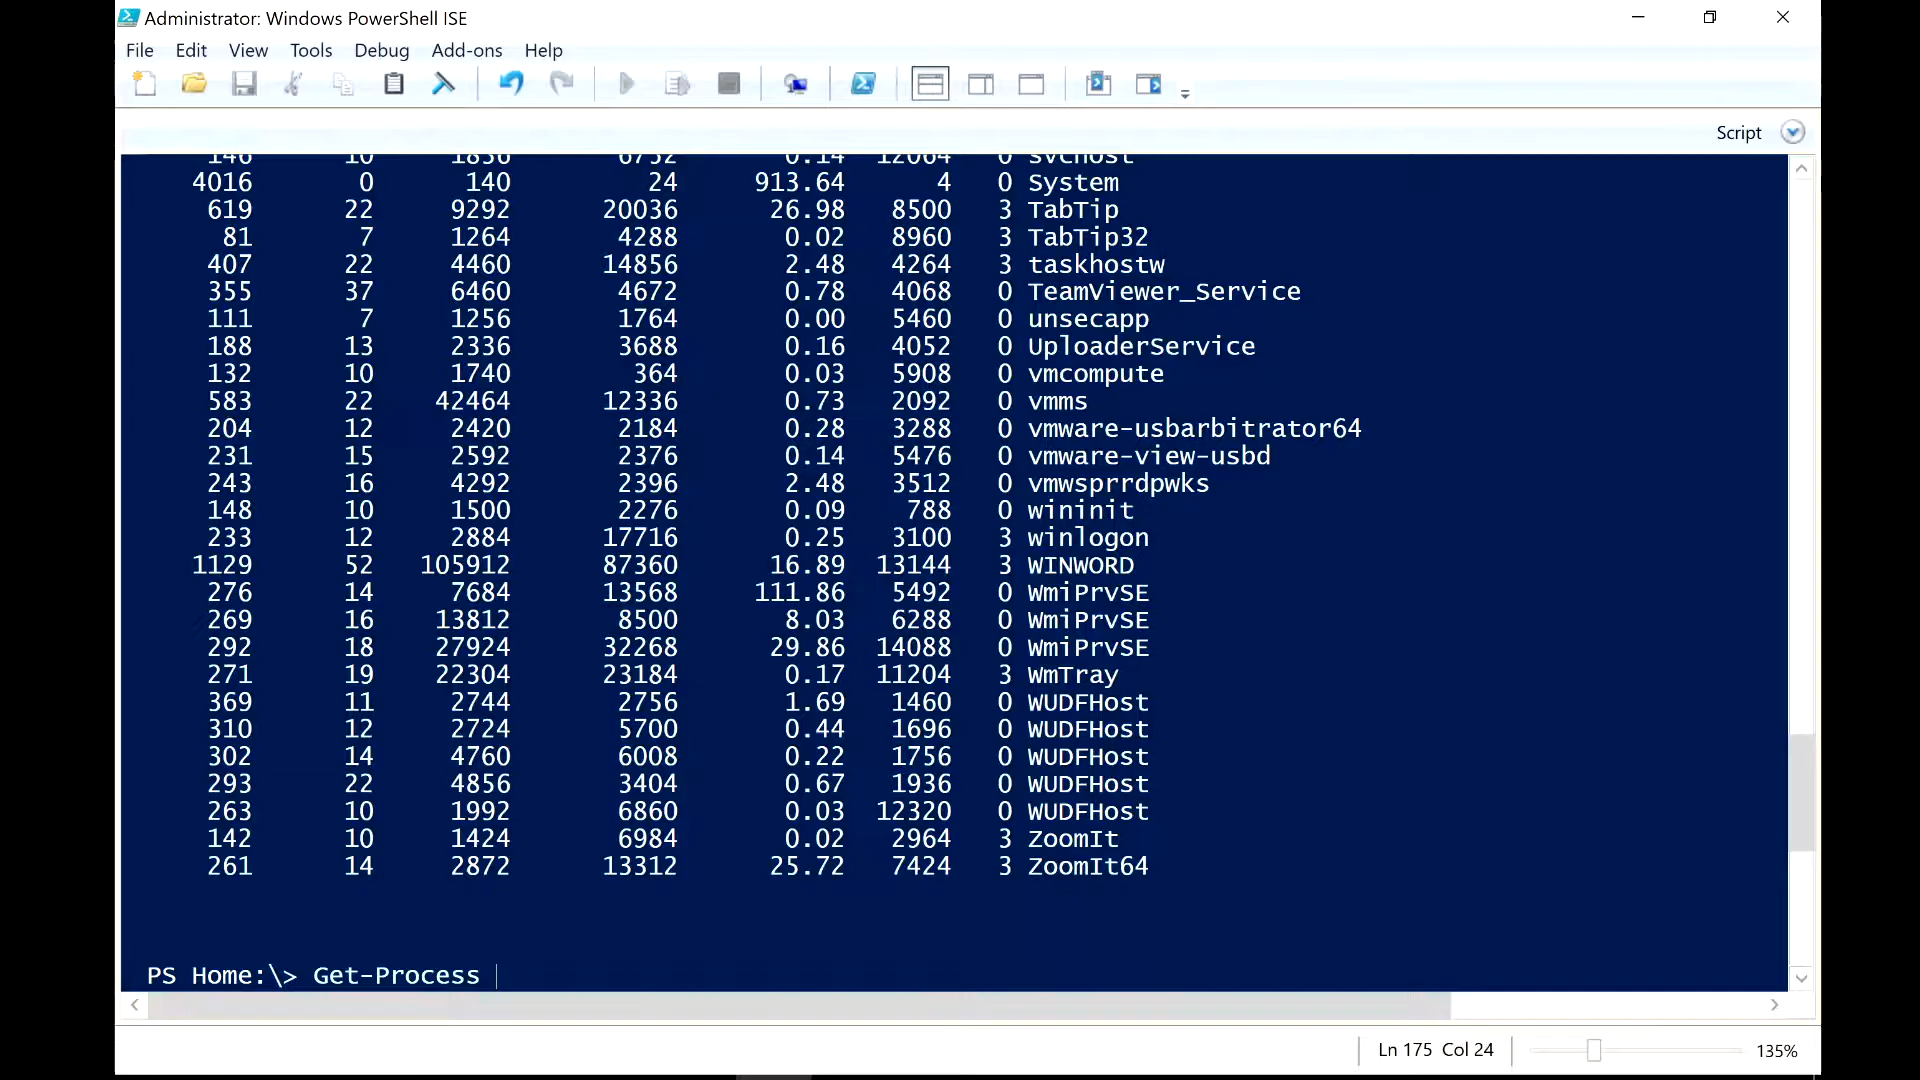 Administrator: Windows PowerShell ISE
File Edit View Tools Debug Add-ons Help
Script
146 10 1836 6752 0.14 12064 0 svchost
4016 0 140 24 913.64 4 0 System
619 22 9292 20036 26.98 8500 3 TabTip
81 7 1264 4288 0.02 8960 3 TabTip32
407 22 4460 14856 2.48 4264 3 taskhostw
355 37 6460 4672 0.78 4068 0 TeamViewer_Service
111 7 1256 1764 0.00 5460 0 unsecapp
188 13 2336 3688 0.16 4052 0 UploaderService
132 10 1740 364 0.03 5908 0 vmcompute
583 22 42464 12336 0.73 2092 0 vmms
204 12 2420 2184 0.28 3288 0 vmware-usbarbitrator64
231 15 2592 2376 0.14 5476 0 vmware-view-usbd
243 16 4292 2396 2.48 3512 0 vmwsprrdpwks
148 10 1500 2276 0.09 788 0 wininit
233 12 2884 17716 0.25 3100 3 winlogon
1129 52 105912 87360 16.89 13144 3 WINWORD
276 14 7684 13568 111.86 5492 0 WmiPrvSE
269 16 13812 8500 8.03 6288 0 WmiPrvSE
292 18 27924 32268 29.86 14088 0 WmiPrvSE
271 19 22304 23184 0.17 11204 3 WmTray
369 11 2744 2756 1.69 1460 0 WUDFHost
310 12 2724 5700 0.44 1696 0 WUDFHost
302 14 4760 6008 0.22 1756 0 WUDFHost
293 22 4856 3404 0.67 1936 0 WUDFHost
263 10 1992 6860 0.03 12320 0 WUDFHost
142 10 1424 6984 0.02 2964 3 ZoomIt
261 14 2872 13312 25.72 7424 3 ZoomIt64
PS Home:\> Get-Process
Ln 175 Col 24
135%